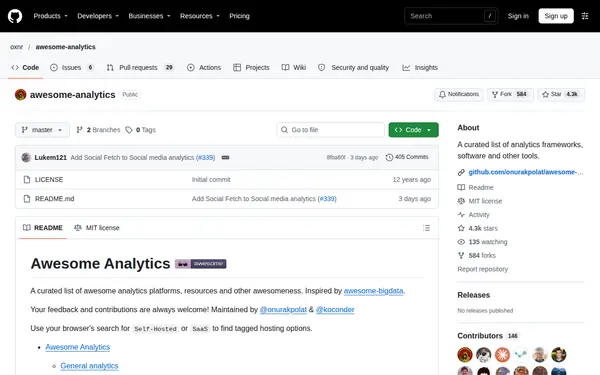 Products Developers Businesses Resources Pricing Search / Sign in Sign up
oxnr / awesome-analytics
Code Issues 6 Pull requests 29 Actions Projects Wiki Security and quality Insights
awesome-analytics Public Notifications Fork 584 Star 4.3k
master 2 Branches 0 Tags Go to file Code
Lukem121 Add Social Fetch to Social media analytics (#339) 8fba60f · 3 days ago 405 Commits
LICENSE Initial commit 12 years ago
README.md Add Social Fetch to Social media analytics (#339) 3 days ago
README MIT license
Awesome Analytics awesome
A curated list of awesome analytics platforms, resources and other awesomeness. Inspired by awesome-bigdata.
Your feedback and contributions are always welcome! Maintained by @onurakpolat & @koconder
Use your browser's search for Self-Hosted or SaaS to find tagged hosting options.
Awesome Analytics
General analytics
About
A curated list of analytics frameworks,
software and other tools.
github.com/onurakpolat/awesome-...
Readme
MIT license
Activity
4.3k stars
135 watching
584 forks
Report repository
Releases
No releases published
Contributors 146